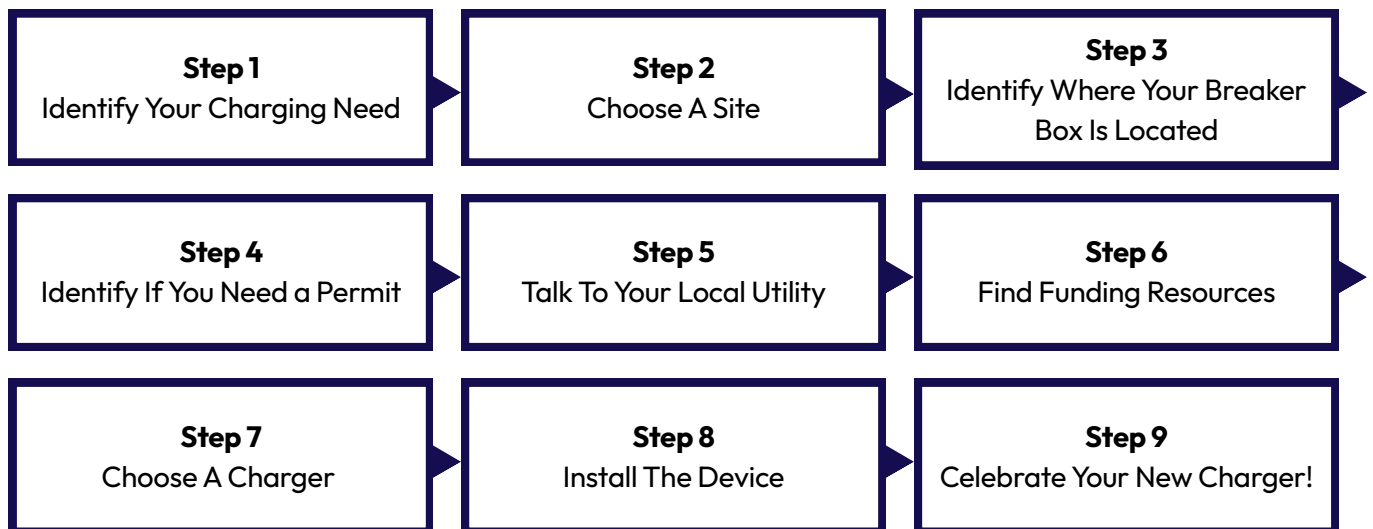 Step 1
Identify Your Charging Need
Step 2
Choose A Site
Step 3
Identify Where Your Breaker
Box Is Located
Step 4
Identify If You Need a Permit
Step 5
Talk To Your Local Utility
Step 6
Find Funding Resources
Step 7
Choose A Charger
Step 8
Install The Device
Step 9
Celebrate Your New Charger!